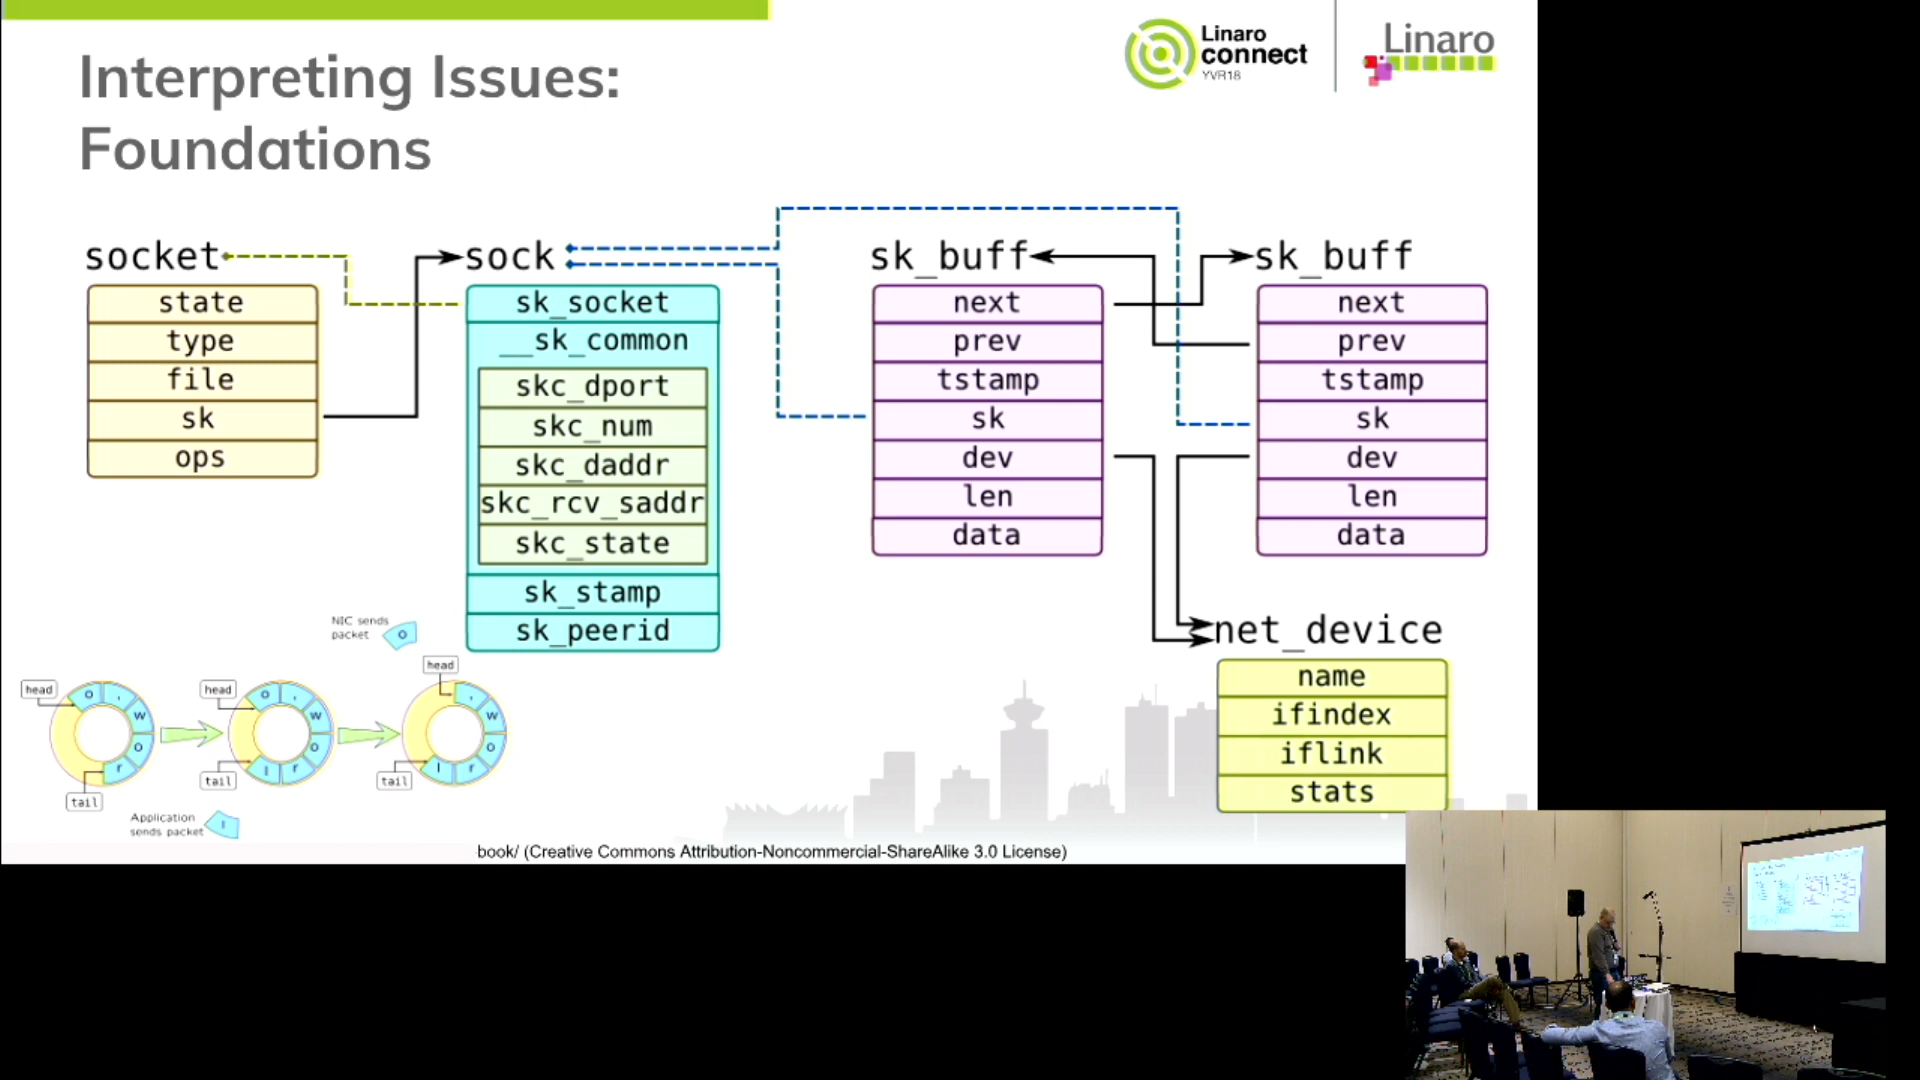 Interpreting Issues:
Foundations
Linaro
connect
YVR18
Linaro
socket
state
type
file
sk
ops
sock
sk_socket
__sk_common
skc_dport
skc_num
skc_daddr
skc_rcv_saddr
skc_state
sk_stamp
sk_peerid
sk_buff
next
prev
tstamp
sk
dev
len
data
sk_buff
next
prev
tstamp
sk
dev
len
data
net_device
name
ifindex
iflink
stats
NIC sends
packet
o
head
o , w o r
tail
head
o , w o r l
tail
head
, w o r l
tail
Application
sends packet
l
book/ (Creative Commons Attribution-Noncommercial-ShareAlike 3.0 License)